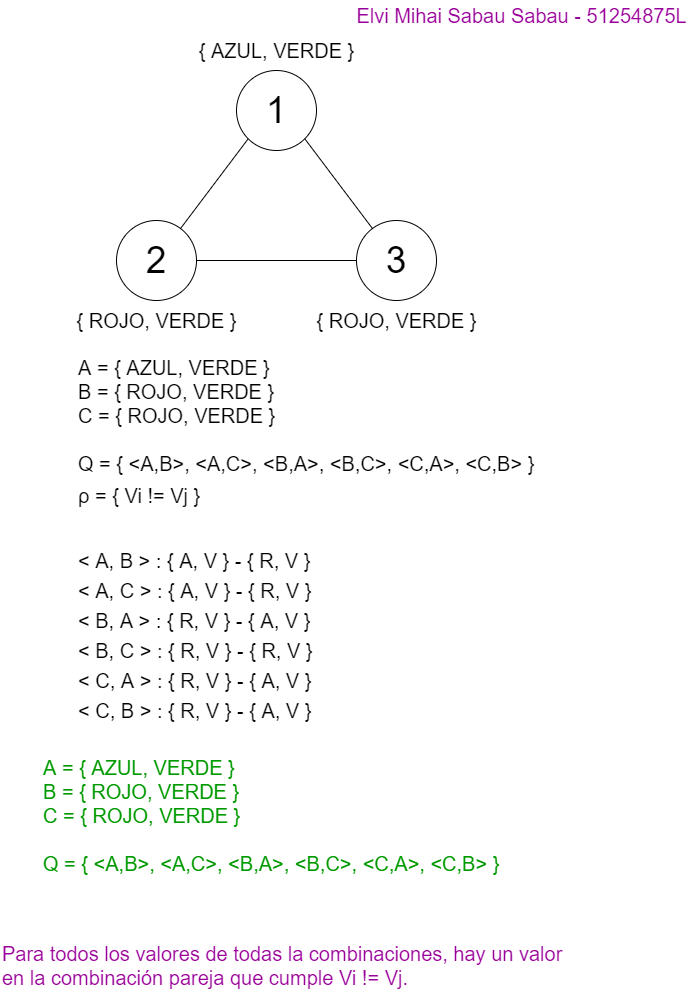 Elvi Mihai Sabau Sabau - 51254875L
{ AZUL, VERDE }
1
2
3
{ ROJO, VERDE }
{ ROJO, VERDE }
A = { AZUL, VERDE }
B = { ROJO, VERDE }
C = { ROJO, VERDE }
Q = { <A,B>, <A,C>, <B,A>, <B,C>, <C,A>, <C,B> }
ρ = { Vi != Vj }
< A, B > : { A, V } - { R, V }
< A, C > : { A, V } - { R, V }
< B, A > : { R, V } - { A, V }
< B, C > : { R, V } - { R, V }
< C, A > : { R, V } - { A, V }
< C, B > : { R, V } - { A, V }
A = { AZUL, VERDE }
B = { ROJO, VERDE }
C = { ROJO, VERDE }
Q = { <A,B>, <A,C>, <B,A>, <B,C>, <C,A>, <C,B> }
Para todos los valores de todas la combinaciones, hay un valor
en la combinación pareja que cumple Vi != Vj.